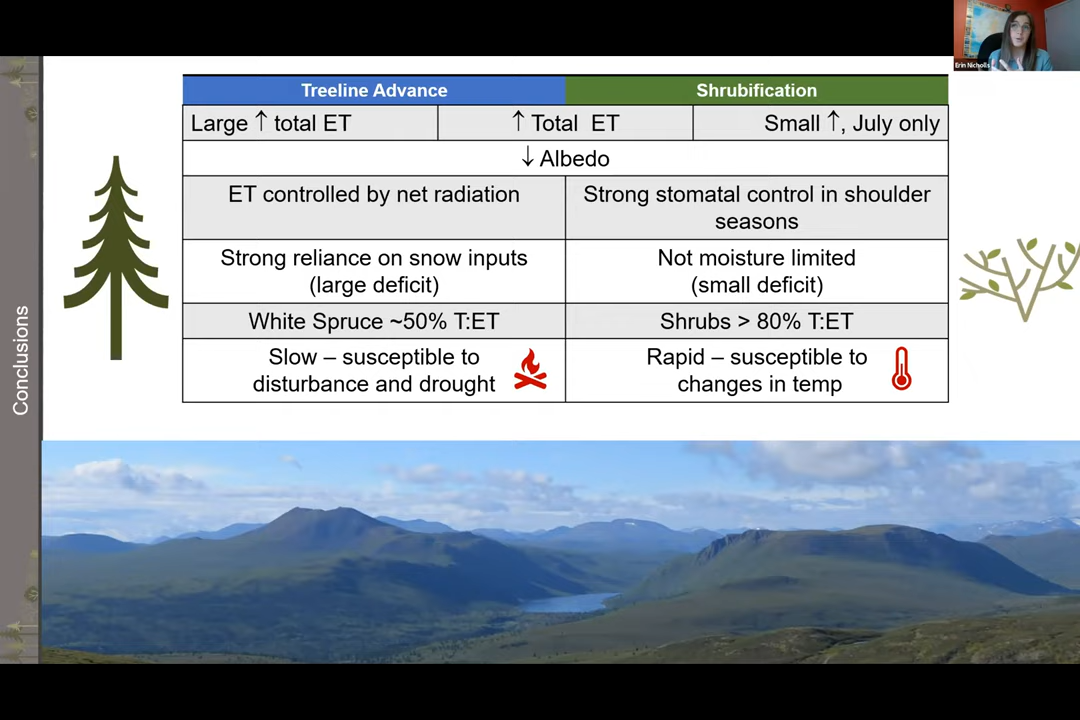 Erin Nicholls
Treeline Advance
Shrubification
Large ↑ total ET
↑ Total ET
Small ↑, July only
↓ Albedo
ET controlled by net radiation
Strong stomatal control in shoulder
seasons
Strong reliance on snow inputs
(large deficit)
Not moisture limited
(small deficit)
White Spruce ~50% T:ET
Shrubs > 80% T:ET
Slow – susceptible to
disturbance and drought
Rapid – susceptible to
changes in temp
Conclusions